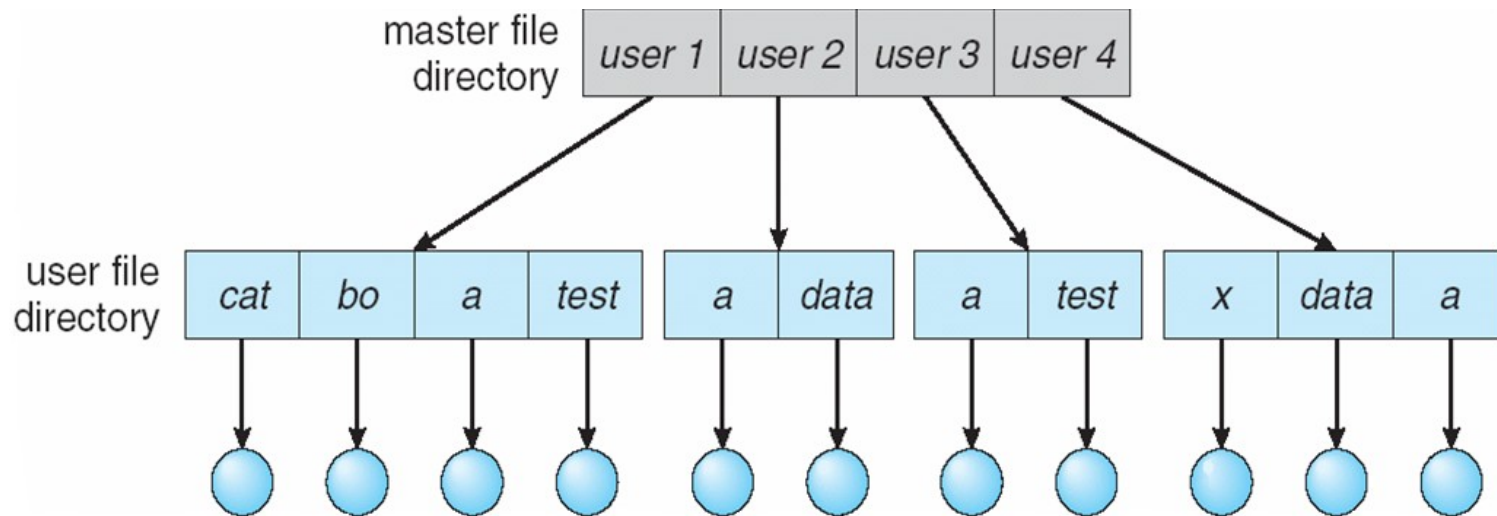 master file
directory
user 1 user 2 user 3 user 4
user file
directory
cat bo a test a data a test x data a